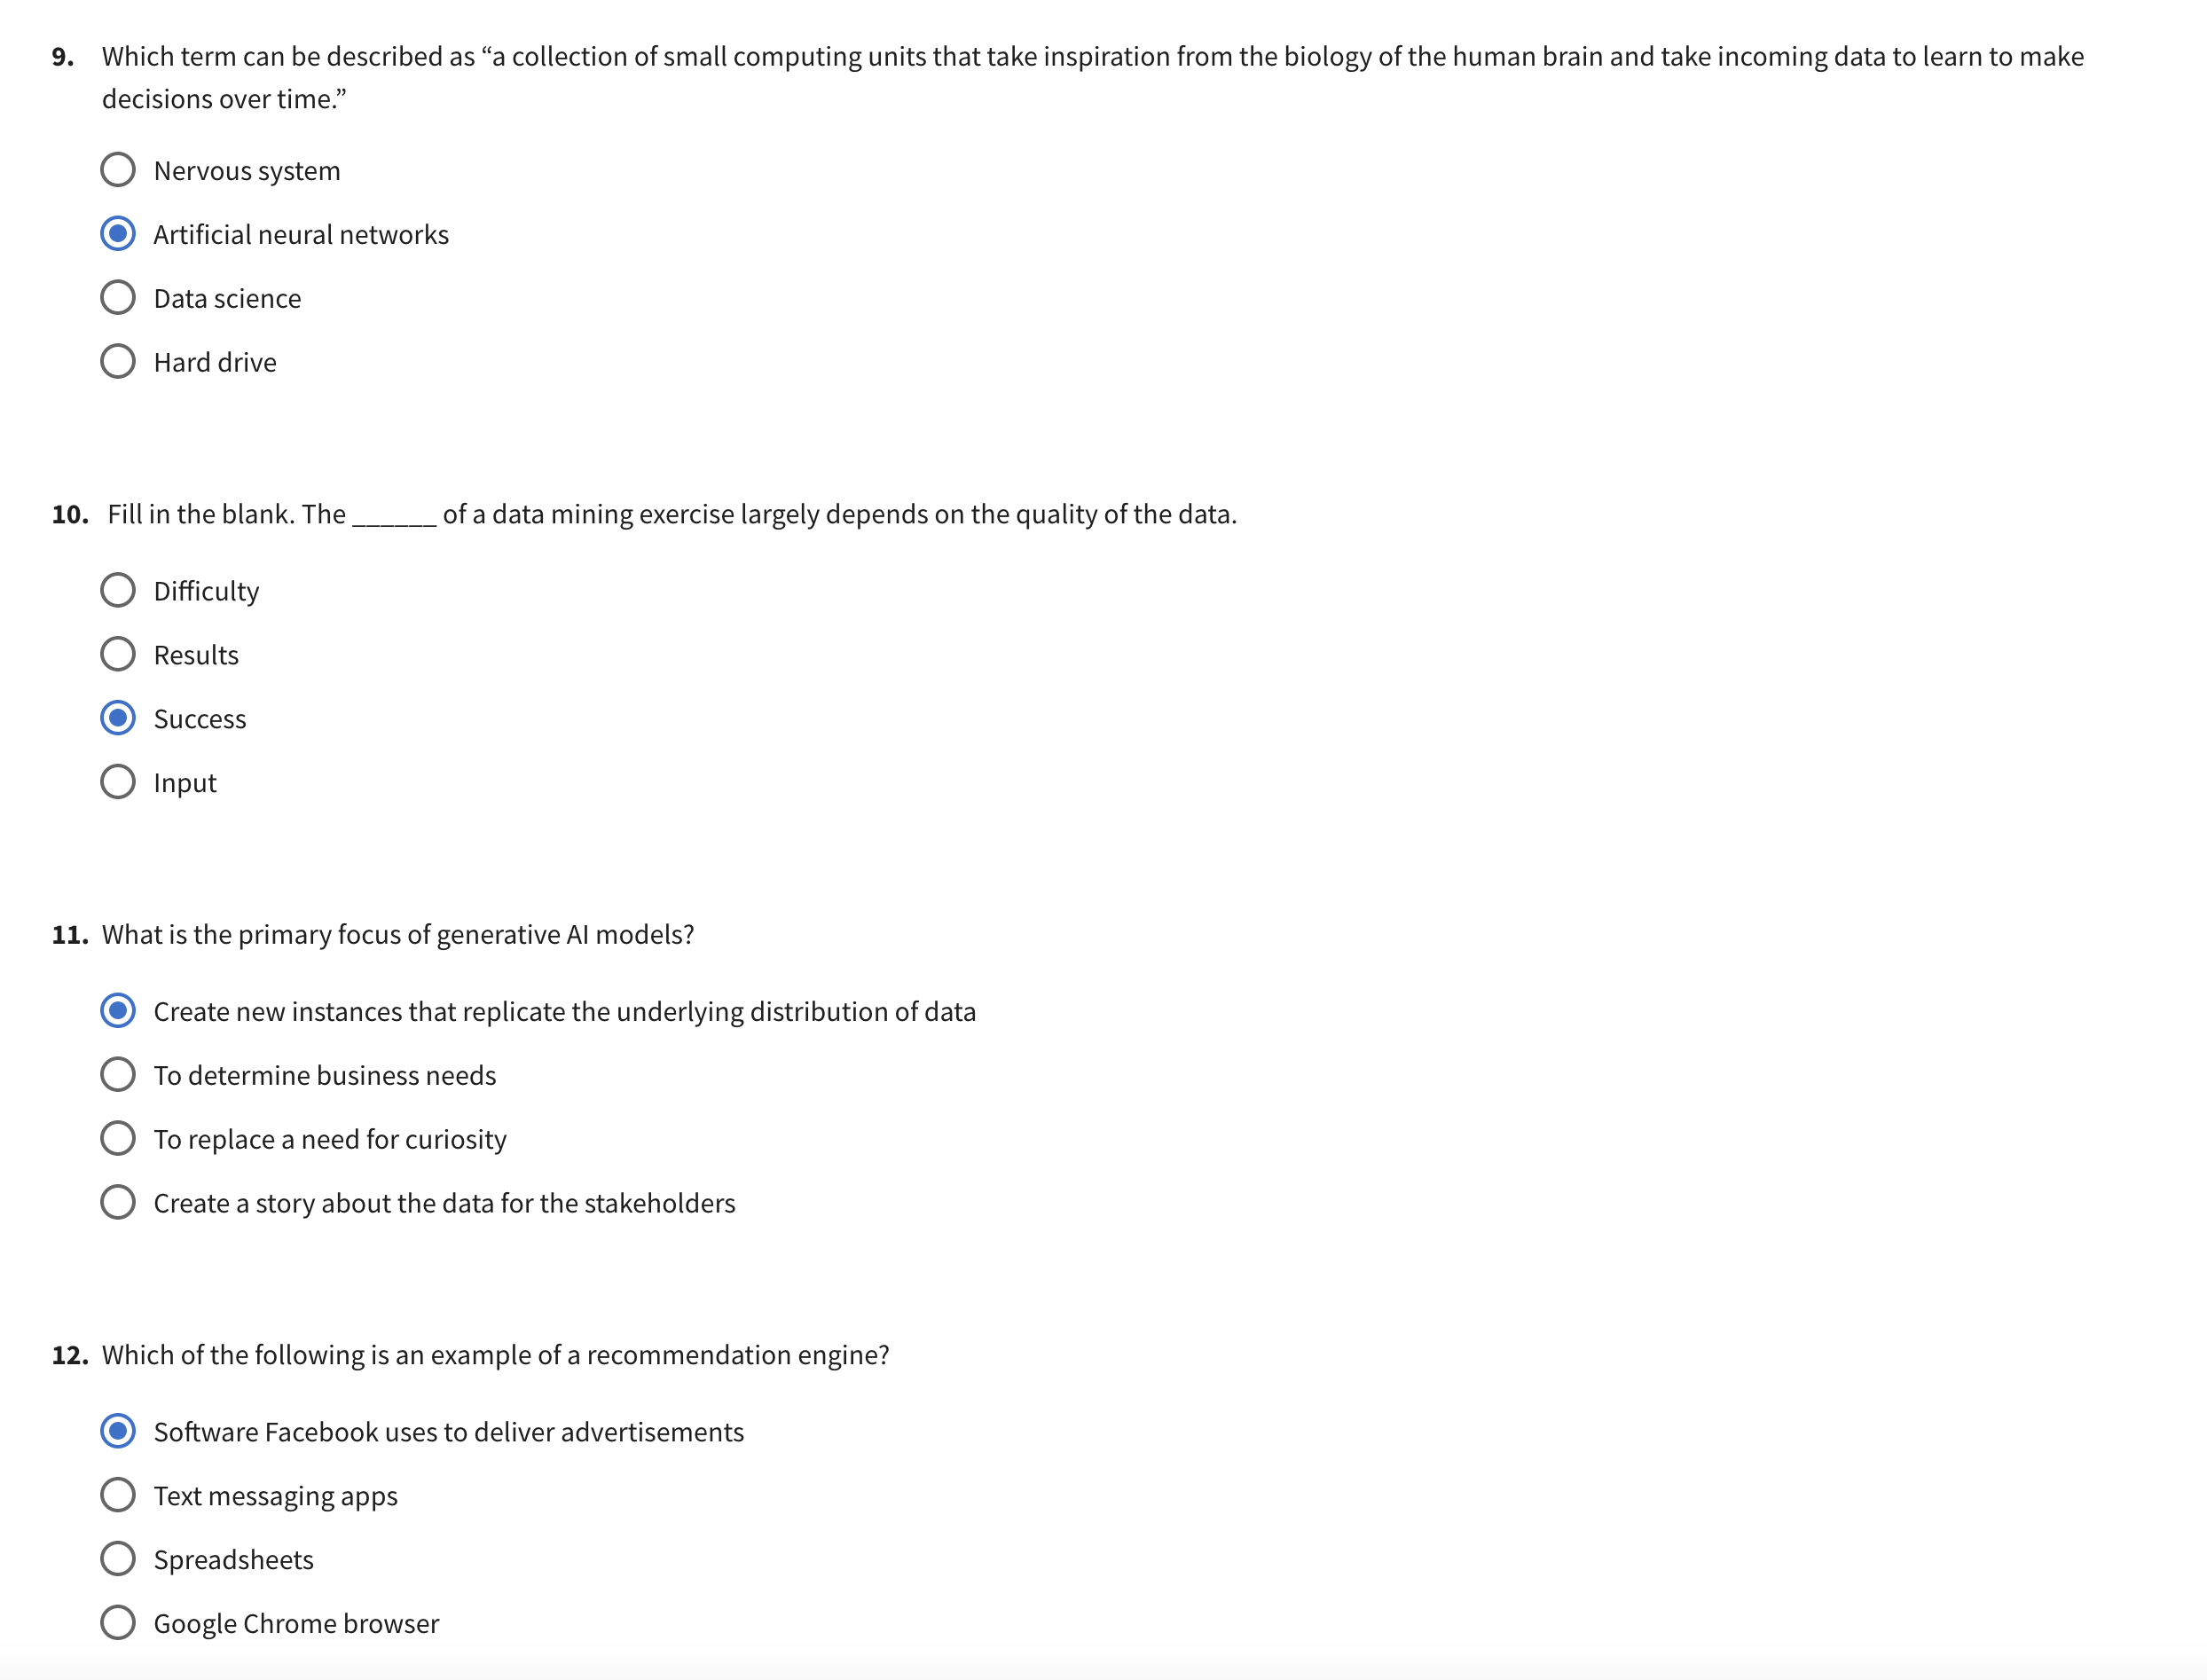 9. Which term can be described as “a collection of small computing units that take inspiration from the biology of the human brain and take incoming data to learn to make
decisions over time.”
Nervous system
Artificial neural networks
Data science
Hard drive
10. Fill in the blank. The ______ of a data mining exercise largely depends on the quality of the data.
Difficulty
Results
Success
Input
11. What is the primary focus of generative AI models?
Create new instances that replicate the underlying distribution of data
To determine business needs
To replace a need for curiosity
Create a story about the data for the stakeholders
12. Which of the following is an example of a recommendation engine?
Software Facebook uses to deliver advertisements
Text messaging apps
Spreadsheets
Google Chrome browser